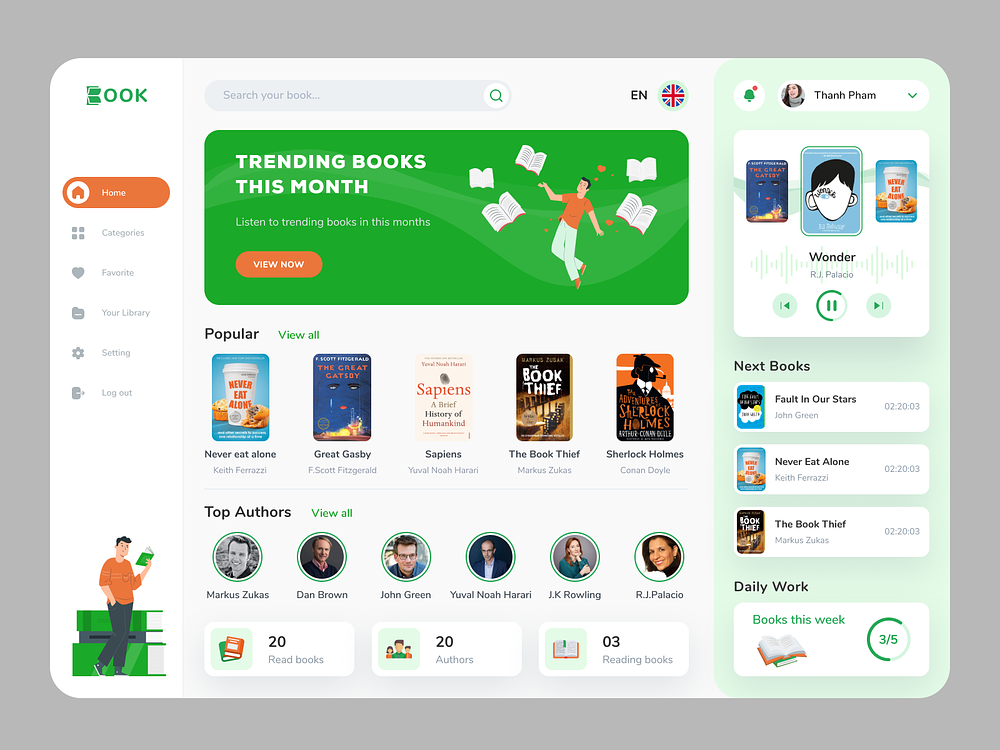 BOOK
Home
Categories
Favorite
Your Library
Setting
Log out
Search your book...
EN
TRENDING BOOKS
THIS MONTH
Listen to trending books in this months
VIEW NOW
Popular
View all
NEVER
EAT
ALONE
F. SCOTT FITZGERALD
THE GREAT
GATSBY
Yuval Noah Harari
Sapiens
A Brief
History of
Humankind
MARKUS ZUSAK
THE
BOOK
THIEF
THE
ADVENTURES
OF
SHERLOCK
HOLMES
ARTHUR CONAN DOYLE
Never eat alone
Keith Ferrazzi
Great Gasby
F.Scott Fitzgerald
Sapiens
Yuval Noah Harari
The Book Thief
Markus Zukas
Sherlock Holmes
Conan Doyle
Top Authors
View all
Markus Zukas
Dan Brown
John Green
Yuval Noah Harari
J.K Rowling
R.J.Palacio
20
Read books
20
Authors
03
Reading books
Thanh Pham
F. SCOTT FITZGERALD
THE GREAT
GATSBY
wonder
NEVER
EAT
ALONE
Wonder
R.J. Palacio
Next Books
Fault In Our Stars
John Green
02:20:03
NEVER
EAT
ALONE
Never Eat Alone
Keith Ferrazzi
02:20:03
THE
BOOK
THIEF
The Book Thief
Markus Zukas
02:20:03
Daily Work
Books this week
3/5